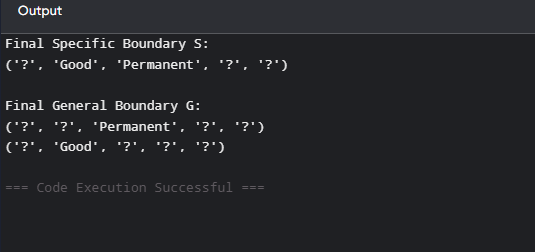 Output
Final Specific Boundary S:
('?', 'Good', 'Permanent', '?', '?')
Final General Boundary G:
('?', '?', 'Permanent', '?', '?')
('?', 'Good', '?', '?', '?')
=== Code Execution Successful ===